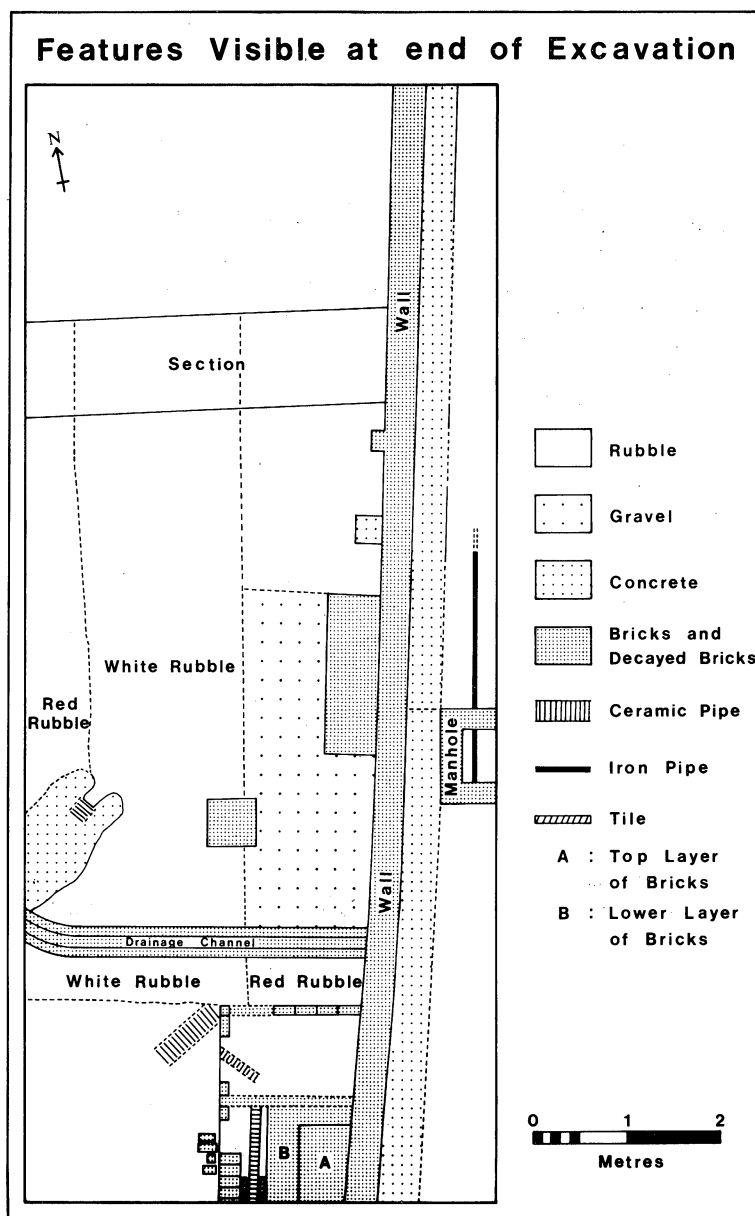 Features Visible at end of Excavation
N
Wall
Section
Rubble
Gravel
Concrete
Bricks and
Decayed Bricks
White Rubble
Red
Rubble
Manhole
Ceramic Pipe
Iron Pipe
Tile
A : Top Layer
of Bricks
B : Lower Layer
of Bricks
Wall
Drainage Channel
White Rubble
Red Rubble
B
A
0 1 2
Metres